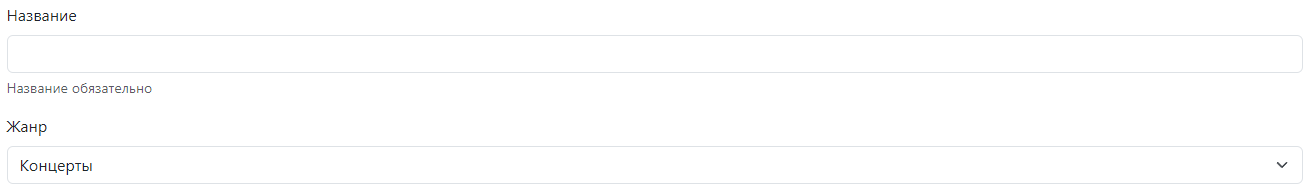 Название
Название обязательно
Жанр
Концерты